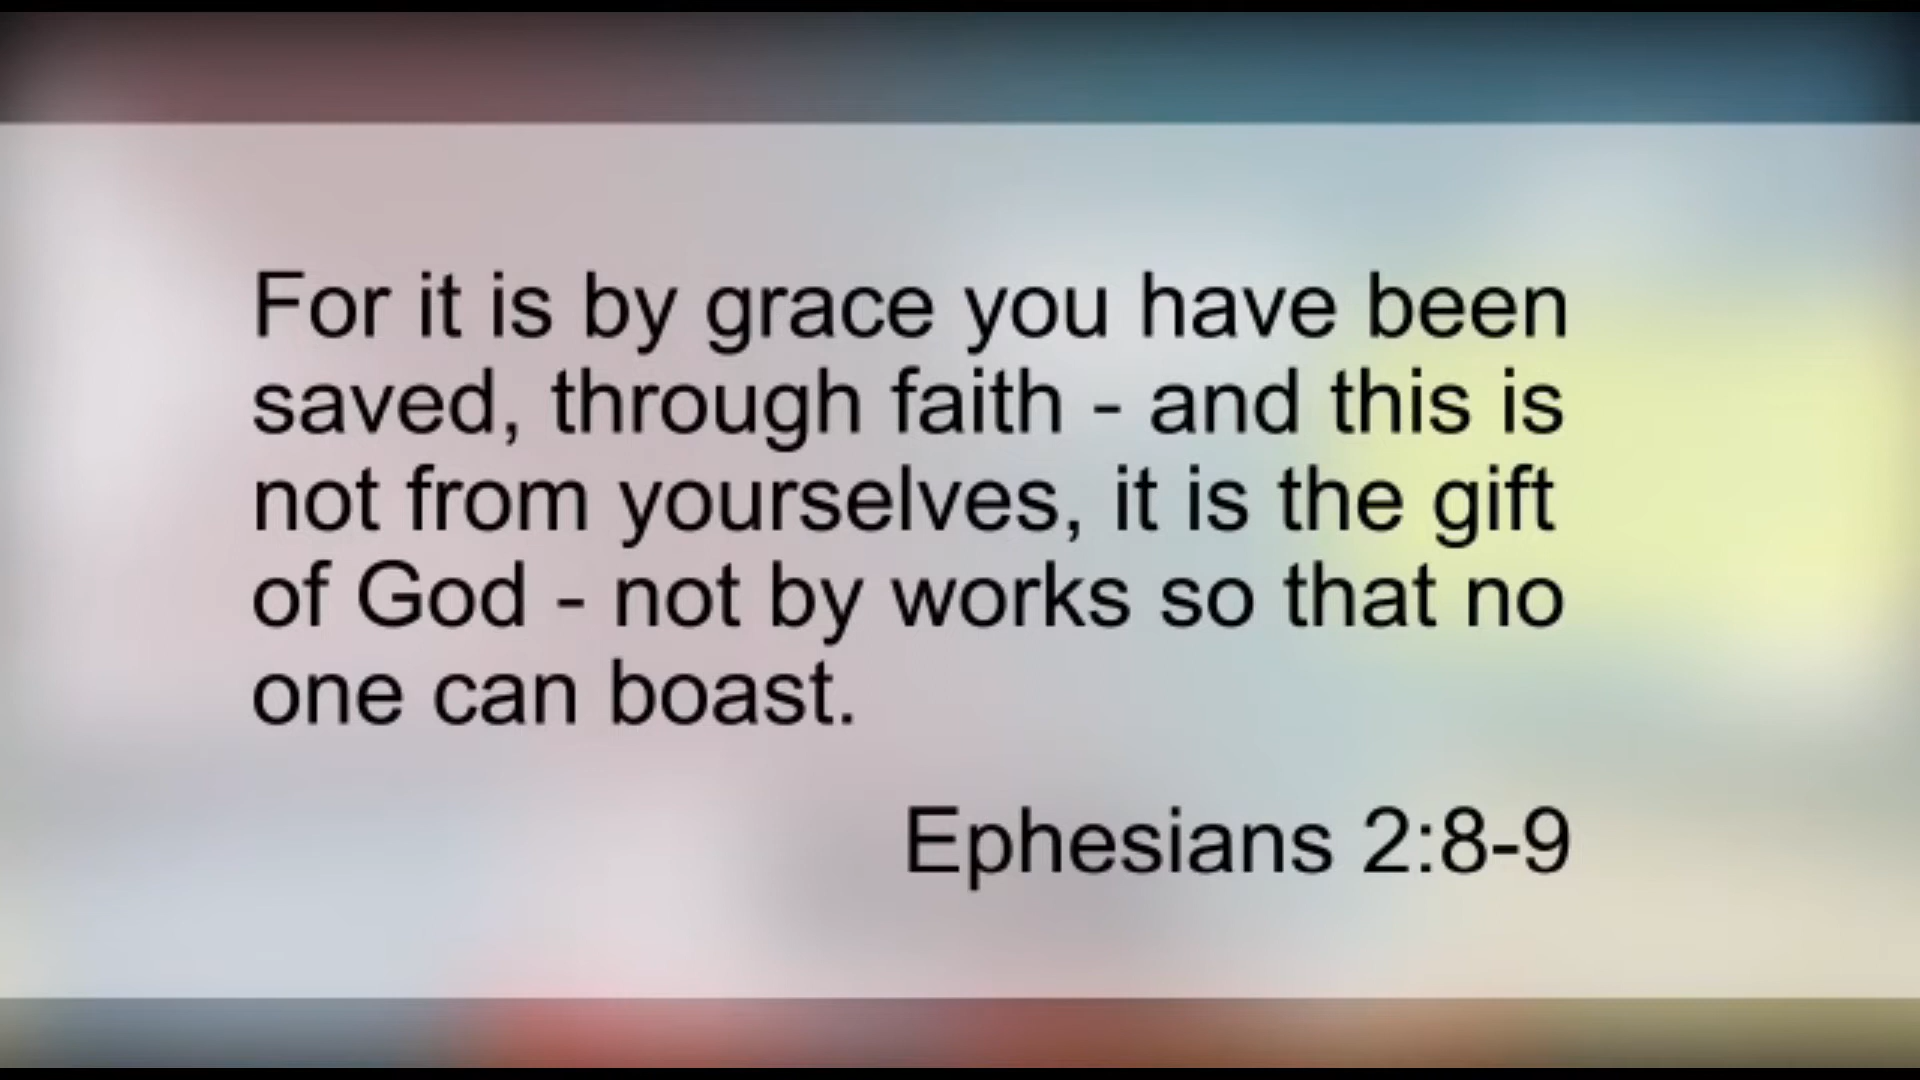 For it is by grace you have been
saved, through faith - and this is
not from yourselves, it is the gift
of God - not by works so that no
one can boast.
Ephesians 2:8-9